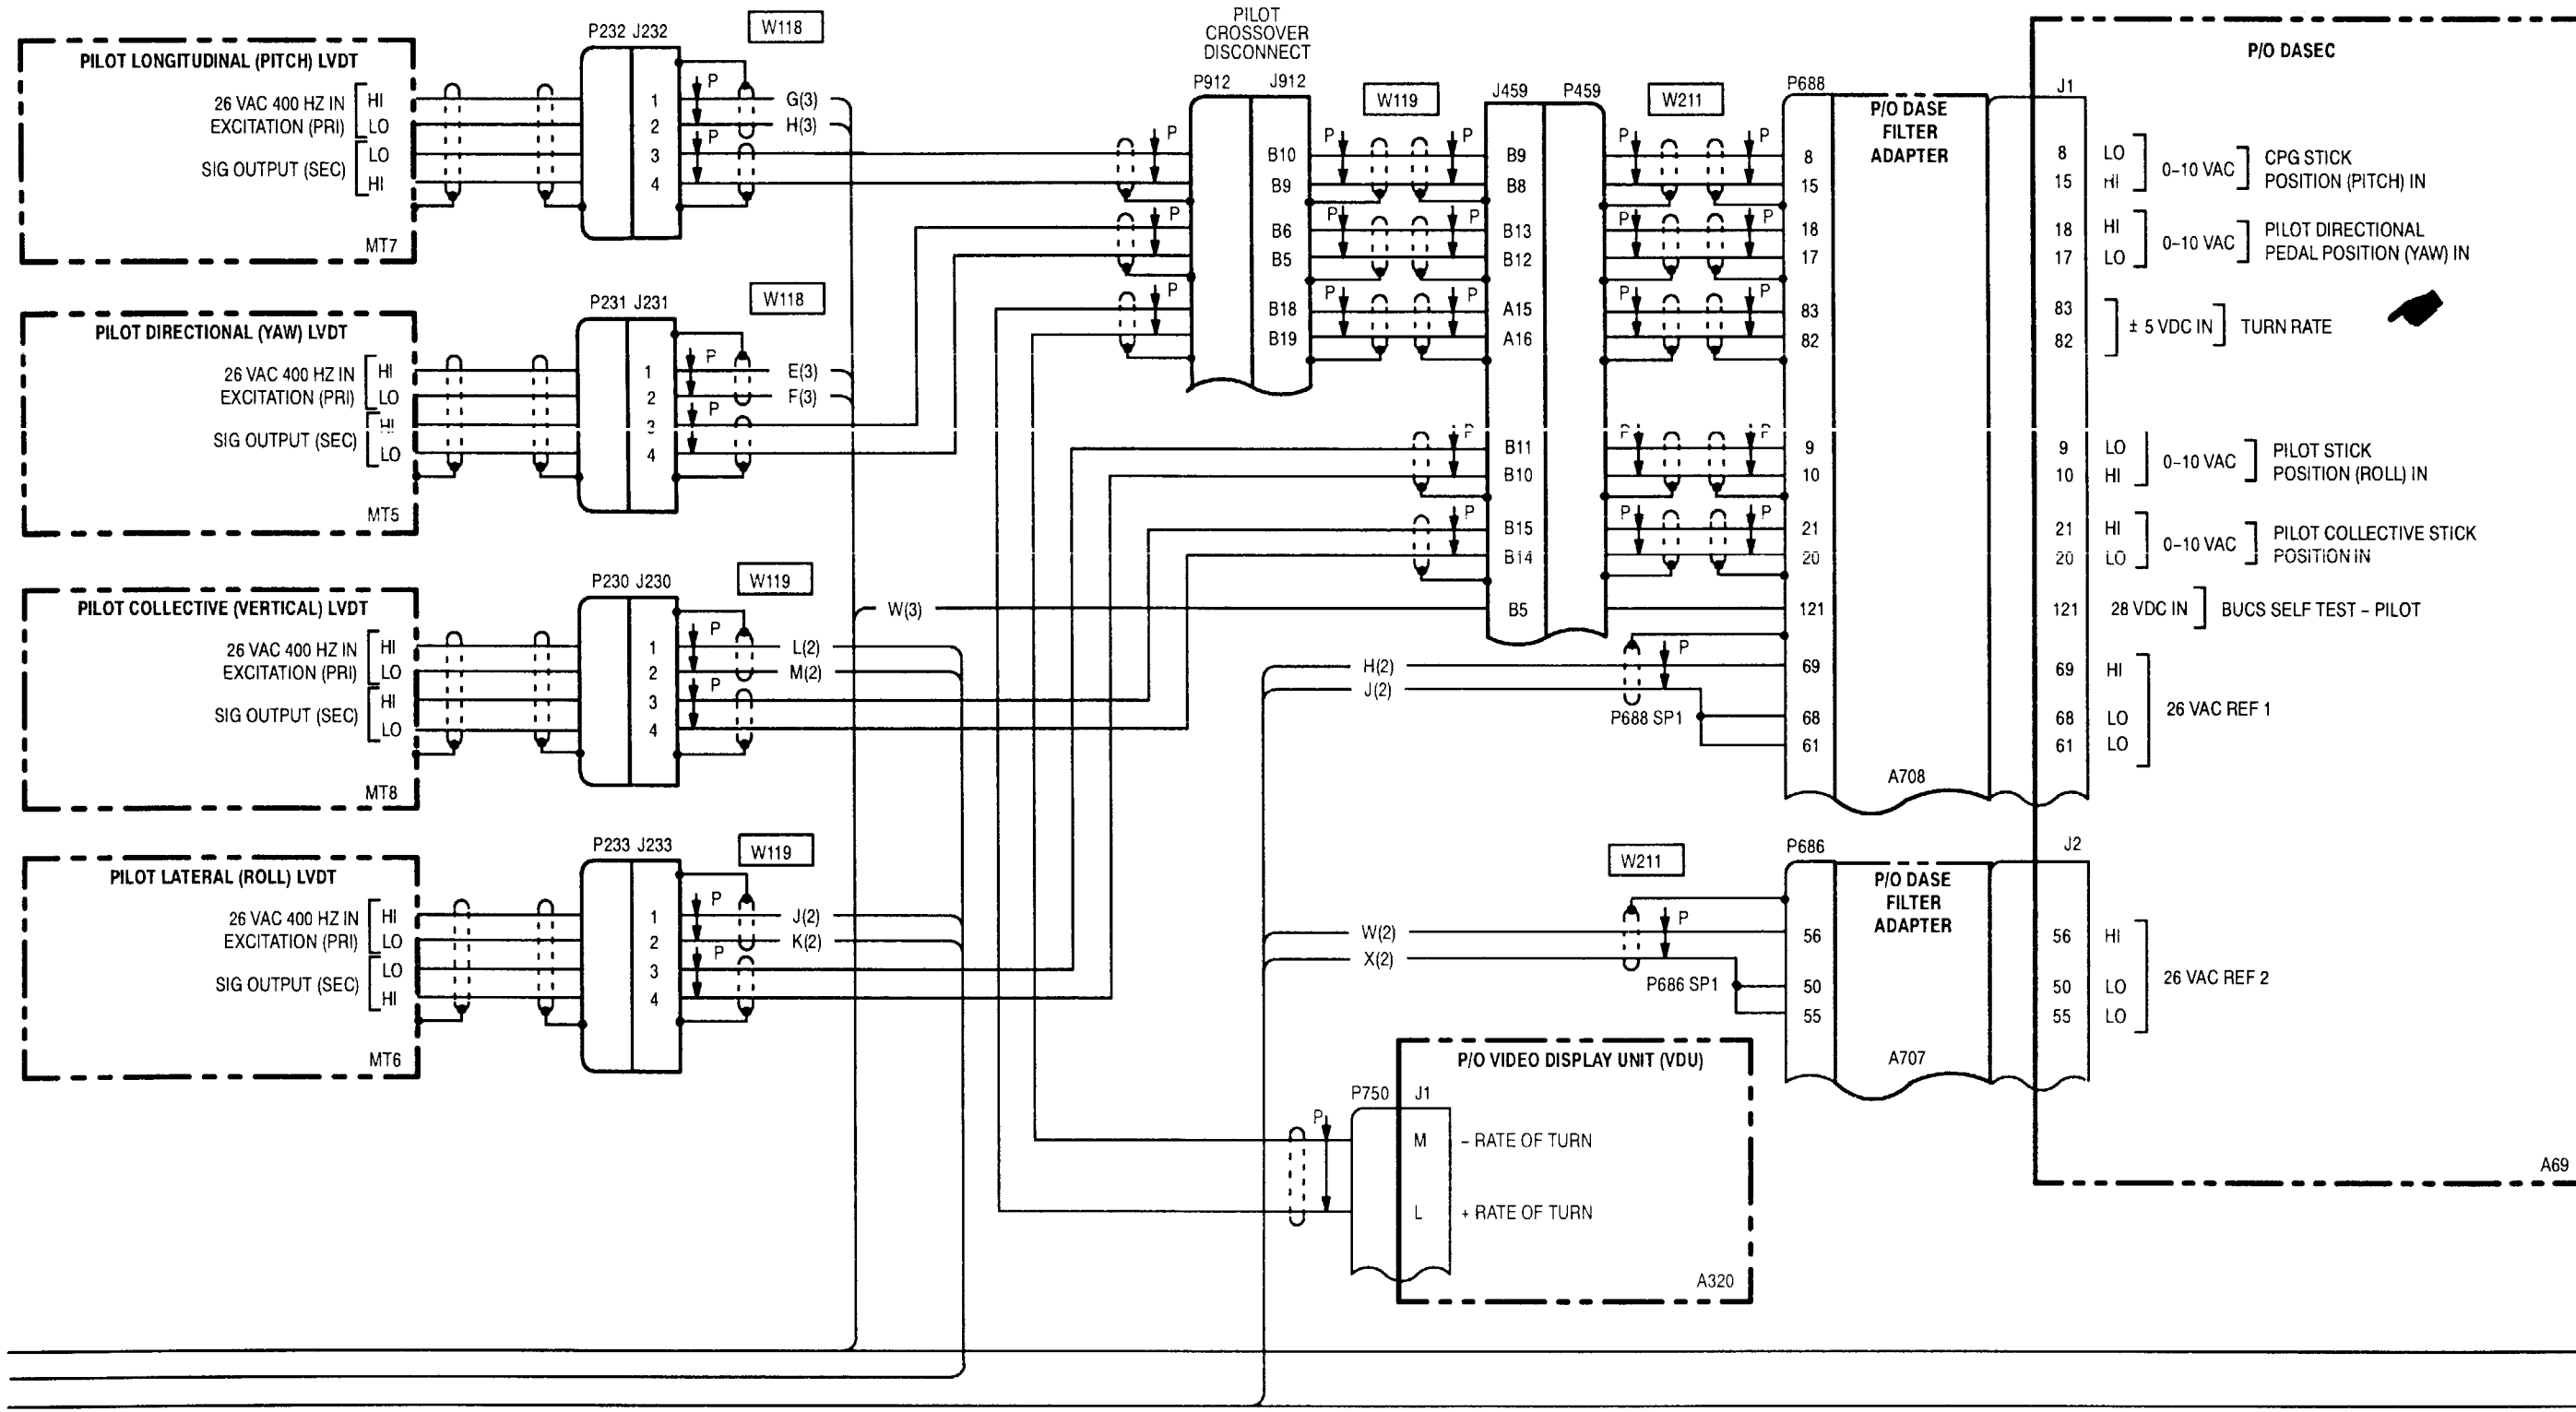 PILOT LONGITUDINAL (PITCH) LVDT
26 VAC 400 HZ IN
EXCITATION (PRI)
HI
LO
SIG OUTPUT (SEC)
LO
HI
MT7
P232 J232
W118
1
2
3
4
P
P
G(3)
H(3)
PILOT DIRECTIONAL (YAW) LVDT
26 VAC 400 HZ IN
EXCITATION (PRI)
HI
LO
SIG OUTPUT (SEC)
HI
LO
MT5
P231 J231
W118
1
2
3
4
P
P
E(3)
F(3)
PILOT COLLECTIVE (VERTICAL) LVDT
26 VAC 400 HZ IN
EXCITATION (PRI)
HI
LO
SIG OUTPUT (SEC)
HI
LO
MT8
P230 J230
W119
1
2
3
4
P
P
L(2)
M(2)
PILOT LATERAL (ROLL) LVDT
26 VAC 400 HZ IN
EXCITATION (PRI)
HI
LO
SIG OUTPUT (SEC)
LO
HI
MT6
P233 J233
W119
1
2
3
4
P
P
J(2)
K(2)
W(3)
PILOT
CROSSOVER
DISCONNECT
P912 J912
P
P
P
B10
B9
B6
B5
B18
B19
W119
P P
P P
P P
P
P
J459 P459
B9
B8
B13
B12
A15
A16
B11
B10
B15
B14
B5
W211
P P
P P
P P
P P
P P
P688
8
15
18
17
83
82
9
10
21
20
121
69
68
61
H(2)
J(2)
P
P688 SP1
P/O DASE
FILTER
ADAPTER
A708
P/O DASEC
J1
8 LO
15 HI
0-10 VAC
CPG STICK
POSITION (PITCH) IN
18 HI
17 LO
0-10 VAC
PILOT DIRECTIONAL
PEDAL POSITION (YAW) IN
83
82
± 5 VDC IN
TURN RATE
9 LO
10 HI
0-10 VAC
PILOT STICK
POSITION (ROLL) IN
21 HI
20 LO
0-10 VAC
PILOT COLLECTIVE STICK
POSITION IN
121 28 VDC IN
BUCS SELF TEST - PILOT
69 HI
68 LO
61 LO
26 VAC REF 1
W211
P686
W(2)
X(2)
P
P686 SP1
56
50
55
P/O DASE
FILTER
ADAPTER
A707
J2
56 HI
50 LO
55 LO
26 VAC REF 2
A69
P/O VIDEO DISPLAY UNIT (VDU)
P750 J1
P
M - RATE OF TURN
L + RATE OF TURN
A320